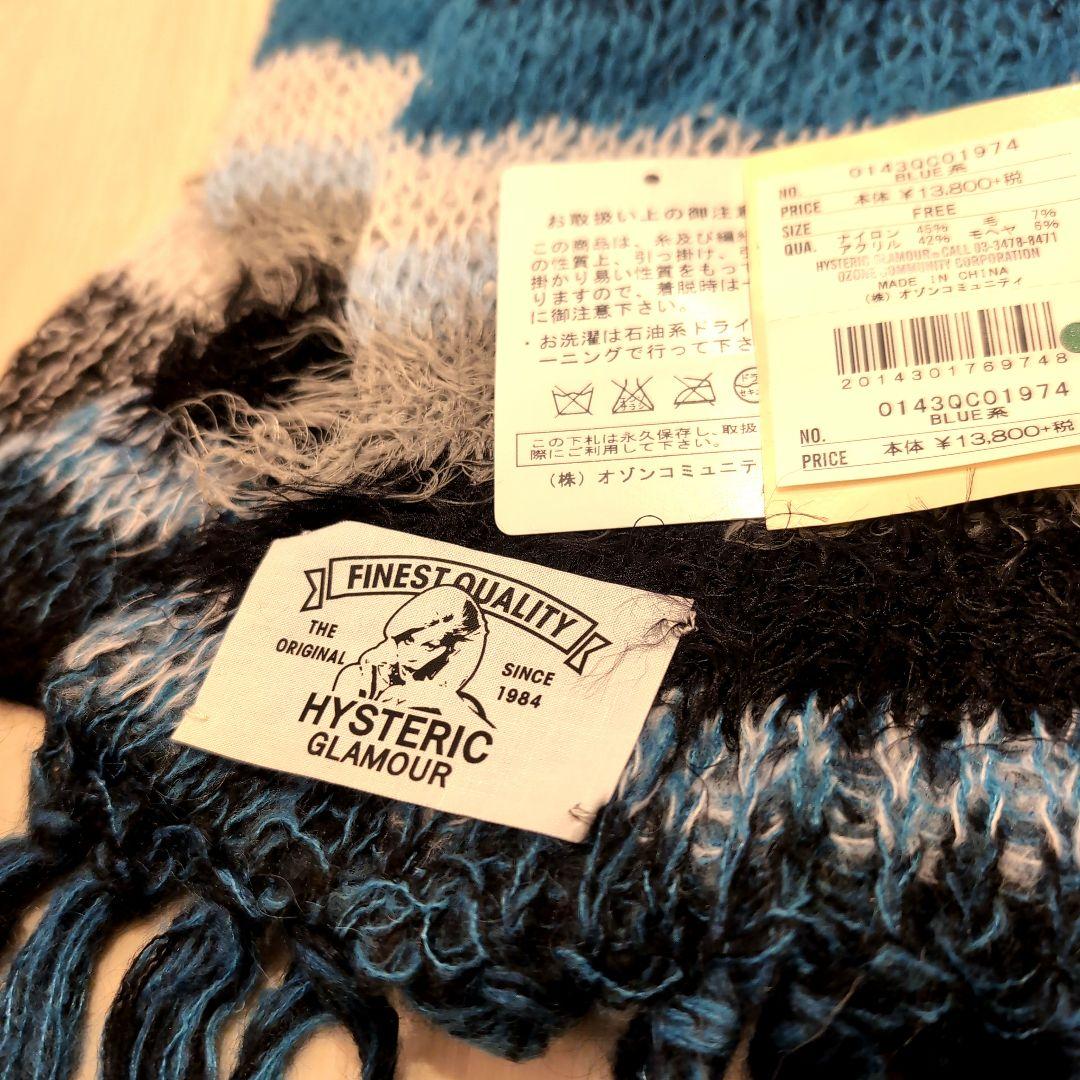 お取扱い上の御注意
この商品は、糸及び編
の性質上、引っ掛け、
掛かり易い性質をもって
りますので、着脱時は
に御注意下さい。
・お洗濯は石油系ドライ
ーニングで行って下さ
この下札は永久保存し、取扱
際にご利用して下さい。
(株)オゾンコミュニテ
NO. 0143QC01974
BLUE系
PRICE 本体 ¥13,800+税
SIZE FREE
QUA. ナイロン 45% 毛 7%
アクリル 42% モヘヤ 6%
HYSTERIC GLAMOUR CALL 03-3478-8471
OZONE COMMUNITY CORPORATION
MADE IN CHINA
(株)オゾンコミュニティ
2014301769748
0143QC01974
NO. BLUE系
PRICE 本体 ¥13,800+税
FINEST QUALITY
THE ORIGINAL
SINCE 1984
HYSTERIC
GLAMOUR